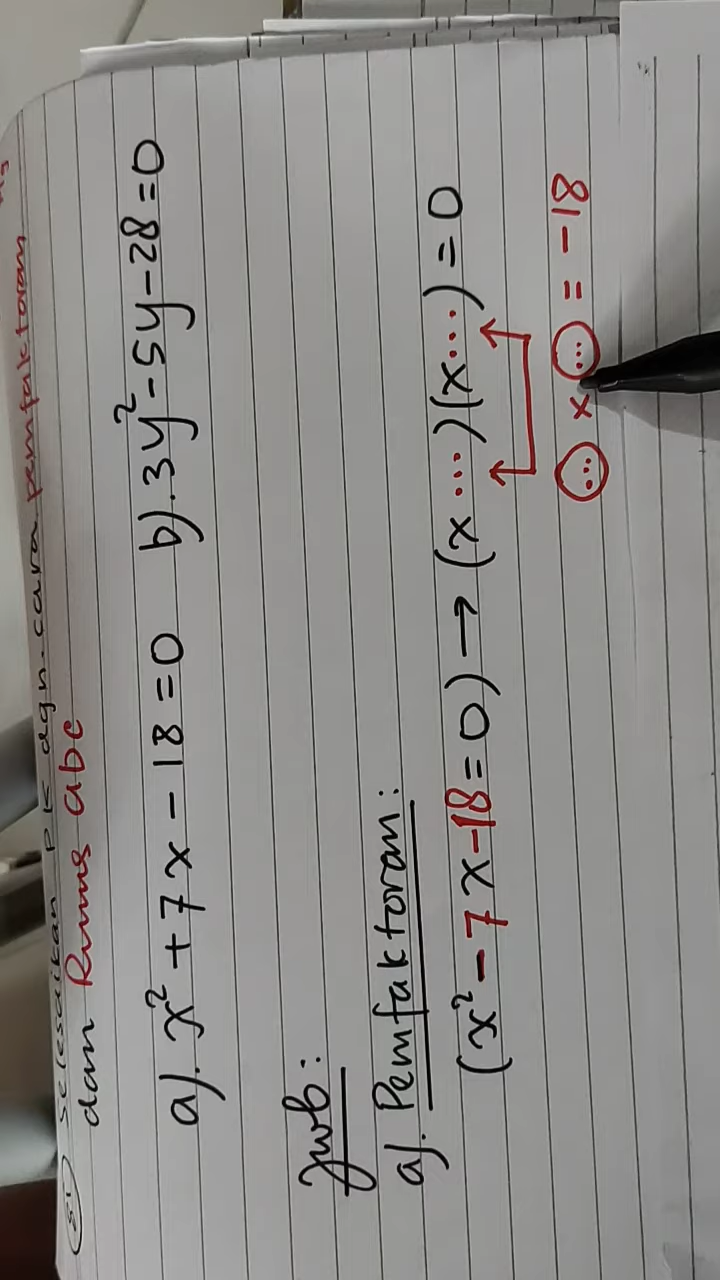 selesaikan PK dgn. cara pemfaktoran
dan Rumus abc
a). x² + 7x - 18 = 0 b). 3y² - 5y - 28 = 0
Jwb:
a). Pemfaktoran:
(x² - 7x - 18 = 0) → (x ...)(x ...) = 0
... x ... = - 18